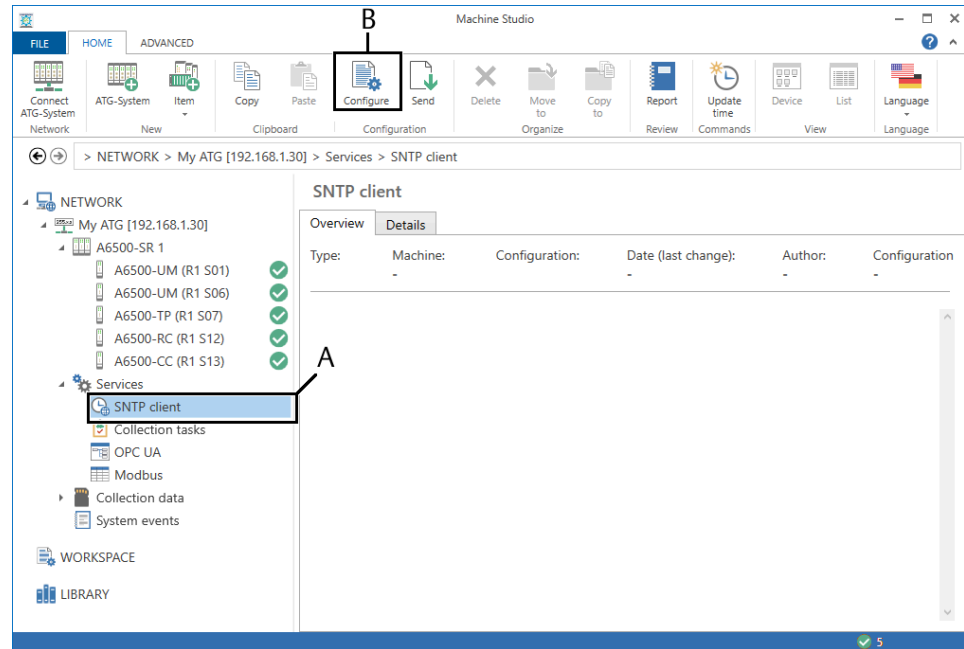 B
Machine Studio
FILE HOME ADVANCED
Connect ATG-System Item Copy Paste Configure Send Delete Move Copy Report Update Device List Language
ATG-System to to time
Network New Clipboard Configuration Organize Review Commands View Language
> NETWORK > My ATG [192.168.1.30] > Services > SNTP client
NETWORK
My ATG [192.168.1.30]
A6500-SR 1
A6500-UM (R1 S01)
A6500-UM (R1 S06)
A6500-TP (R1 S07)
A6500-RC (R1 S12)
A6500-CC (R1 S13)
A
Services
SNTP client
Collection tasks
OPC UA
Modbus
Collection data
System events
WORKSPACE
LIBRARY
SNTP client
Overview Details
Type: Machine: Configuration: Date (last change): Author: Configuration
- - - -
5